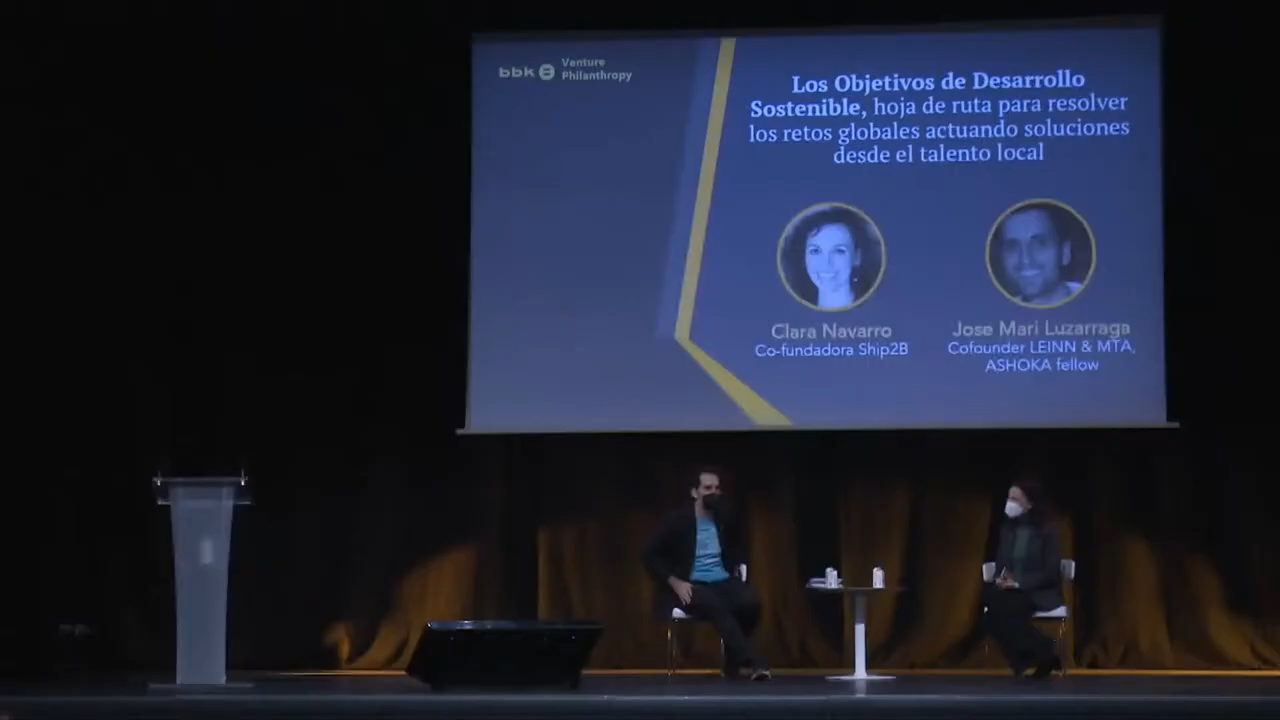 bbk Venture
Philanthropy
Los Objetivos de Desarrollo
Sostenible, hoja de ruta para resolver
los retos globales actuando soluciones
desde el talento local
Clara Navarro
Co-fundadora Ship2B
Jose Mari Luzarraga
Cofounder LEINN & MTA,
ASHOKA fellow